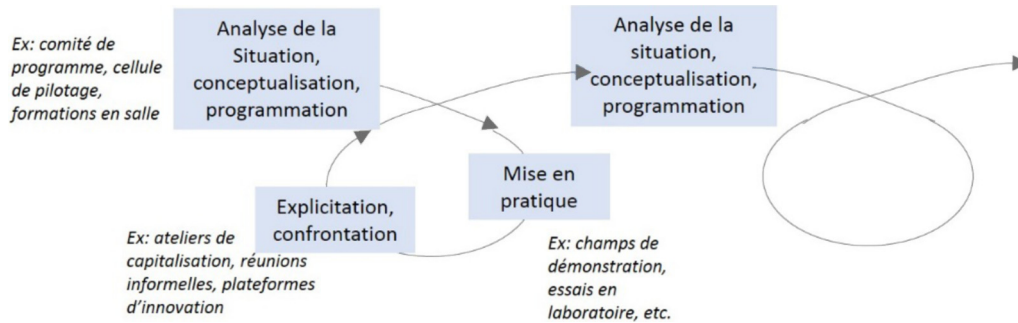 Ex: comité de
programme, cellule
de pilotage,
formations en salle
Analyse de la
Situation,
conceptualisation,
programmation
Analyse de la
situation,
conceptualisation,
programmation
Mise en
pratique
Explicitation,
confrontation
Ex: ateliers de
capitalisation, réunions
informelles, plateformes
d’innovation
Ex: champs de
démonstration,
essais en
laboratoire, etc.